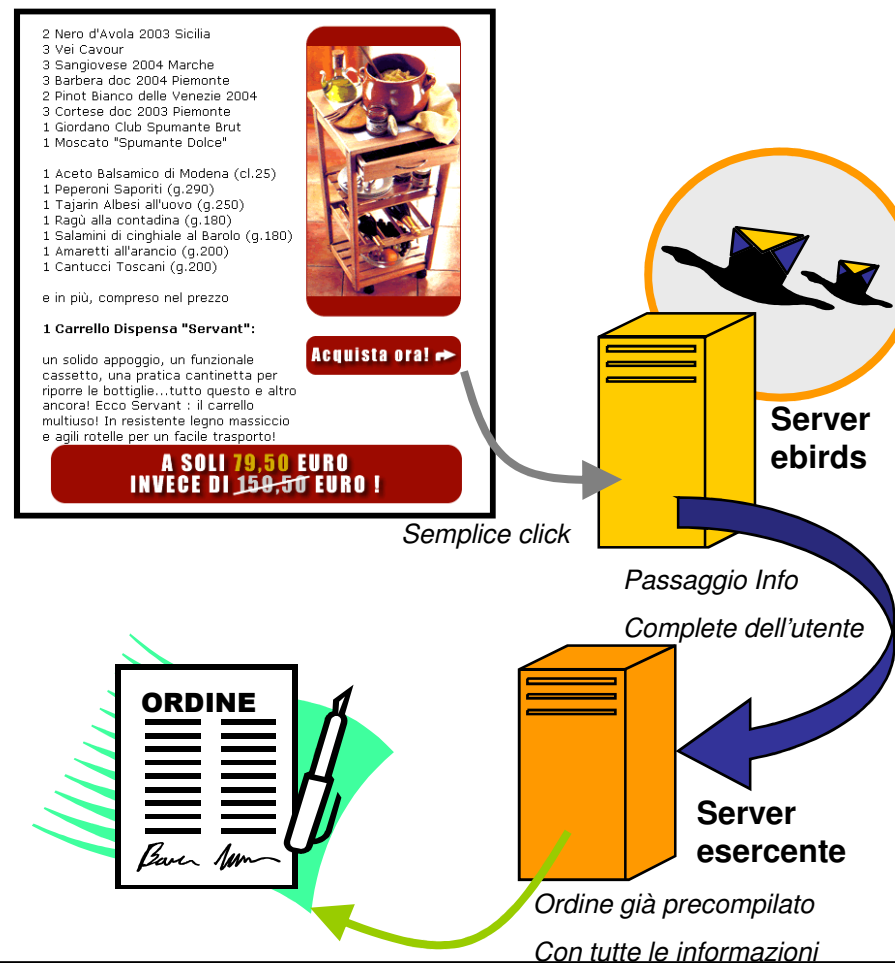 2 Nero d'Avola 2003 Sicilia
3 Vei Cavour
3 Sangiovese 2004 Marche
3 Barbera doc 2004 Piemonte
2 Pinot Bianco delle Venezie 2004
3 Cortese doc 2003 Piemonte
1 Giordano Club Spumante Brut
1 Moscato "Spumante Dolce"
1 Aceto Balsamico di Modena (cl.25)
1 Peperoni Saporiti (g.290)
1 Tajarin Albesi all'uovo (g.250)
1 Ragù alla contadina (g.180)
1 Salamini di cinghiale al Barolo (g.180)
1 Amaretti all'arancio (g.200)
1 Cantucci Toscani (g.200)
e in più, compreso nel prezzo
1 Carrello Dispensa "Servant":
un solido appoggio, un funzionale
cassetto, una pratica cantinetta per
riporre le bottiglie...tutto questo e altro
ancora! Ecco Servant : il carrello
multiuso! In resistente legno massiccio
e agili rotelle per un facile trasporto!
Acquista ora!
A SOLI 79,50 EURO
INVECE DI 159,50 EURO !
Server
ebirds
Semplice click
Passaggio Info
Complete dell'utente
ORDINE
Server
esercente
Ordine già precompilato
Con tutte le informazioni